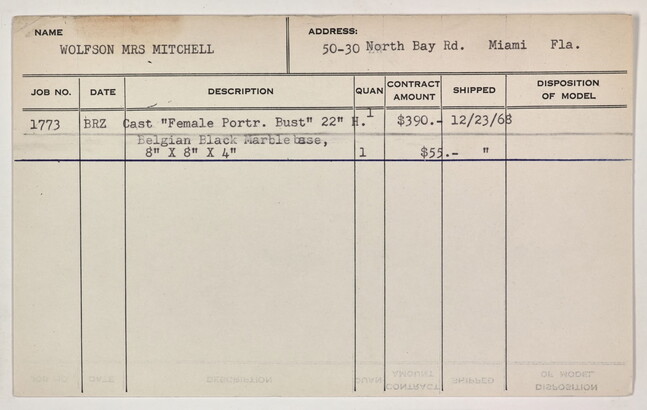 NAME ADDRESS:
WOLFSON MRS MITCHELL 50-30 North Bay Rd. Miami Fla.
JOB NO. DATE DESCRIPTION QUAN CONTRACT AMOUNT SHIPPED DISPOSITION OF MODEL
1773 BRZ Cast "Female Portr. Bust" 22" H. 1 $390.- 12/23/68
Belgian Black Marble base,
8" X 8" X 4" 1 $55.- "